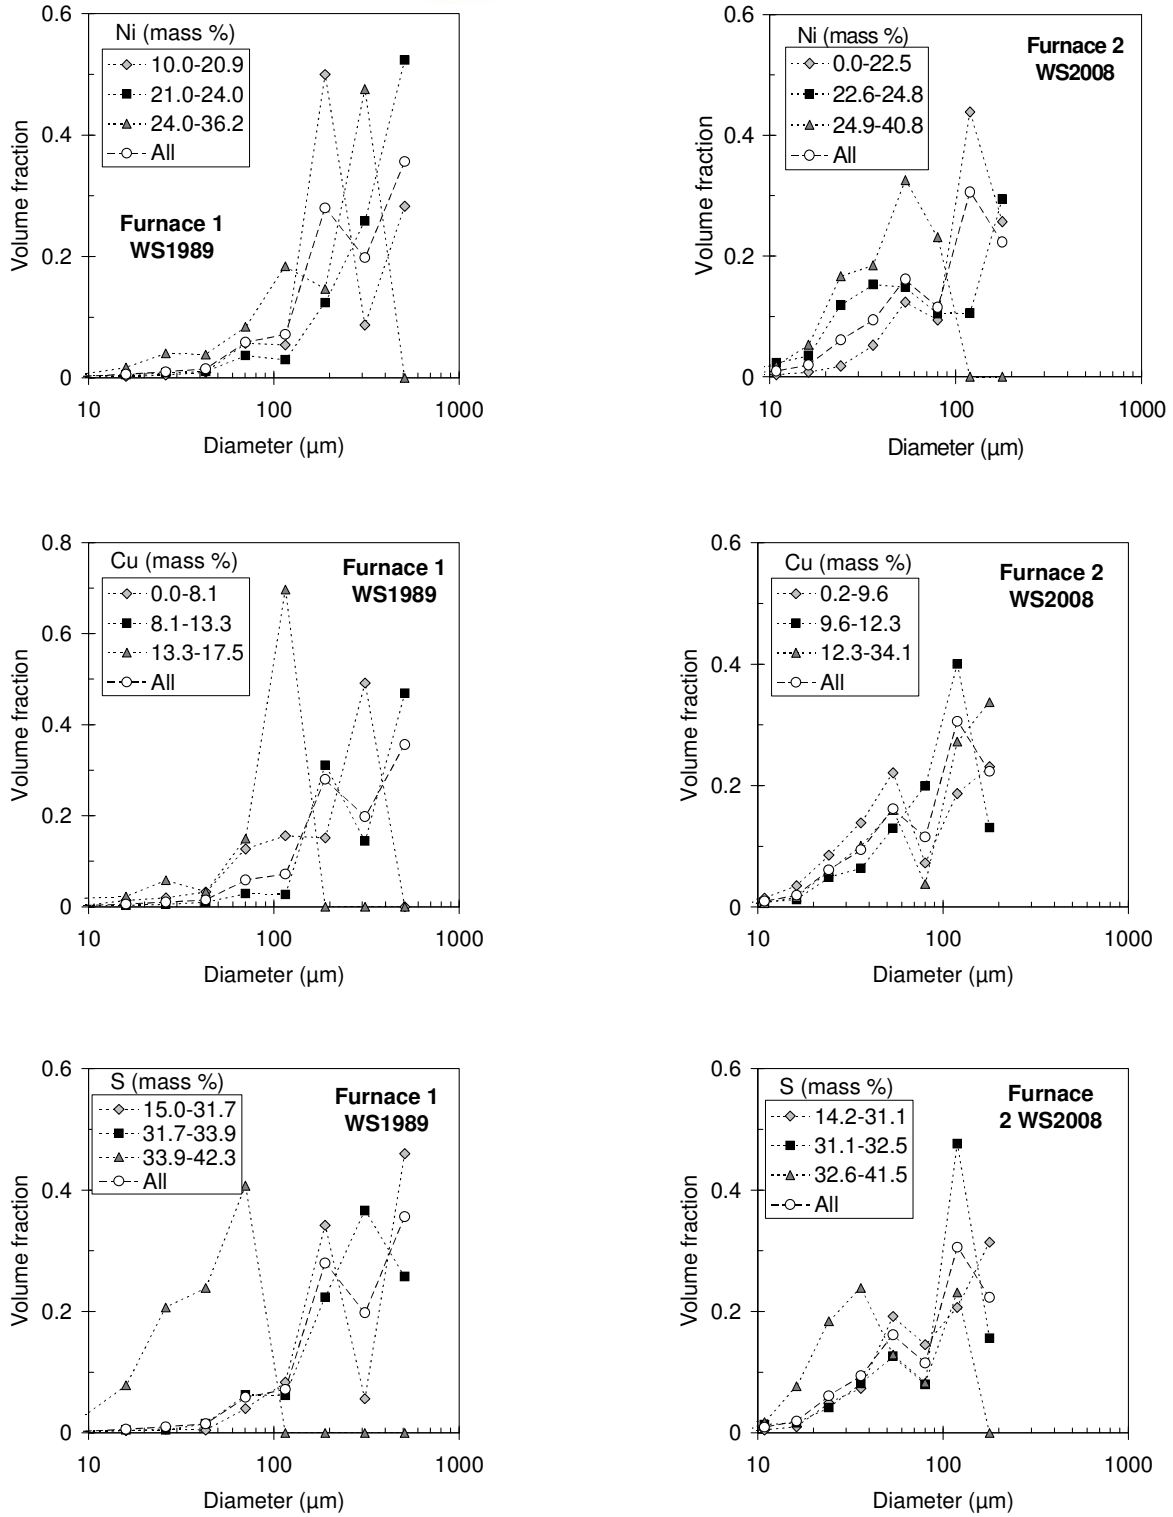 Ni (mass %)
10.0-20.9
21.0-24.0
24.0-36.2
All
Furnace 1
WS1989
Volume fraction
0.6
0.4
0.2
0
10
100
1000
Diameter (µm)
Ni (mass %)
0.0-22.5
22.6-24.8
24.9-40.8
All
Furnace 2
WS2008
Volume fraction
0.6
0.4
0.2
0
10
100
1000
Diameter (µm)
Cu (mass %)
0.0-8.1
8.1-13.3
13.3-17.5
All
Furnace 1
WS1989
Volume fraction
0.8
0.6
0.4
0.2
0
10
100
1000
Diameter (µm)
Cu (mass %)
0.2-9.6
9.6-12.3
12.3-34.1
All
Furnace 2
WS2008
Volume fraction
0.6
0.4
0.2
0
10
100
1000
Diameter (µm)
S (mass %)
15.0-31.7
31.7-33.9
33.9-42.3
All
Furnace 1
WS1989
Volume fraction
0.6
0.4
0.2
0
10
100
1000
Diameter (µm)
S (mass %)
14.2-31.1
31.1-32.5
32.6-41.5
All
Furnace
2 WS2008
Volume fraction
0.6
0.4
0.2
0
10
100
1000
Diameter (µm)